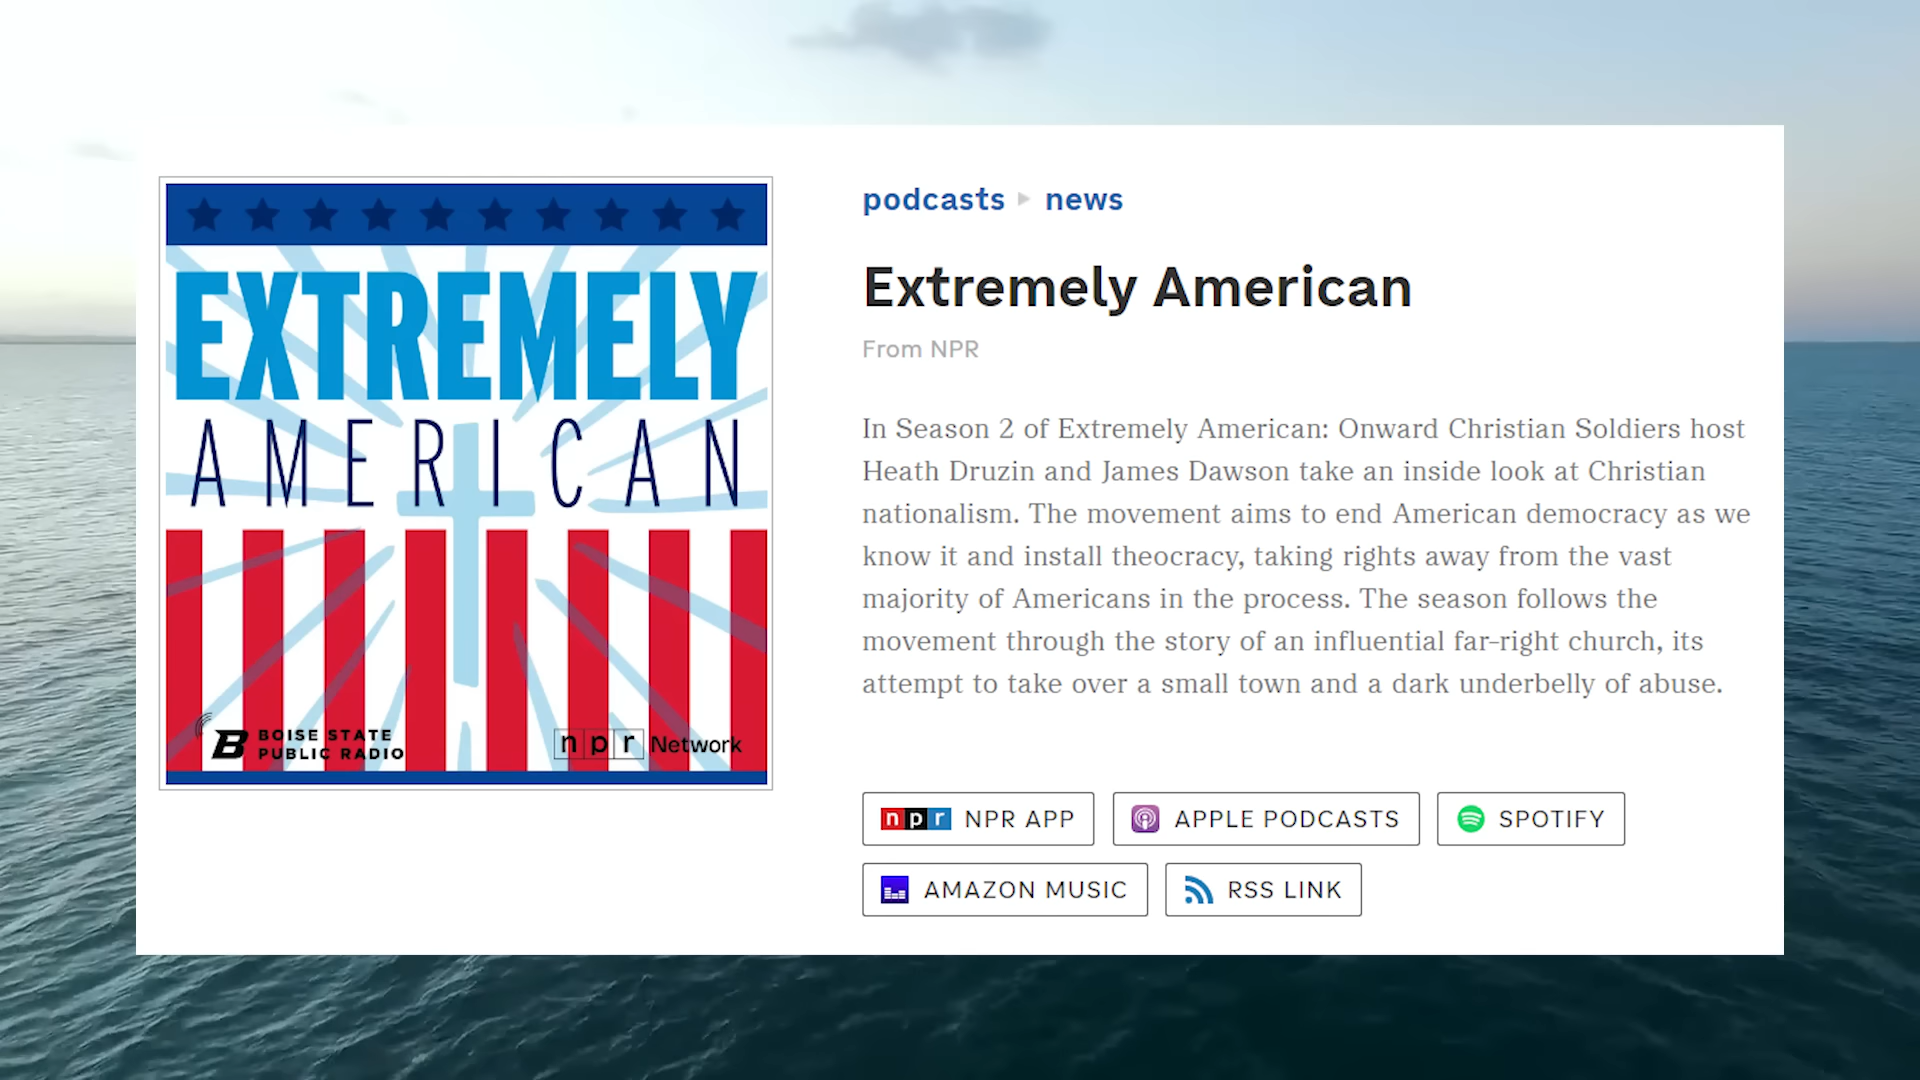 EXTREMELY
AMERICAN
BOISE STATE
PUBLIC RADIO
npr Network
podcasts news
Extremely American
From NPR
In Season 2 of Extremely American: Onward Christian Soldiers host
Heath Druzin and James Dawson take an inside look at Christian
nationalism. The movement aims to end American democracy as we
know it and install theocracy, taking rights away from the vast
majority of Americans in the process. The season follows the
movement through the story of an influential far-right church, its
attempt to take over a small town and a dark underbelly of abuse.
npr NPR APP
APPLE PODCASTS
SPOTIFY
AMAZON MUSIC
RSS LINK